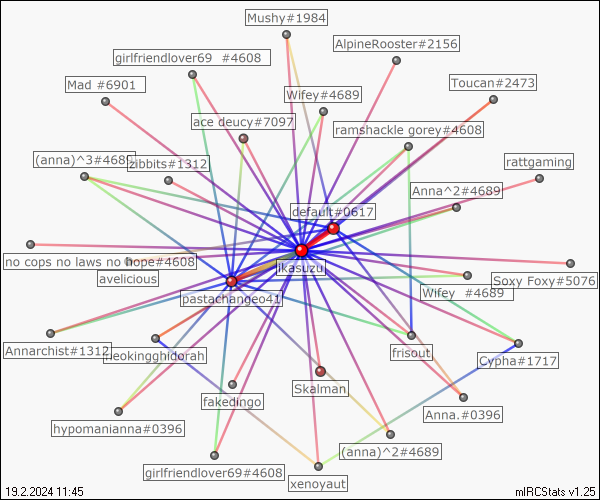 Mushy#1984
AlpineRooster#2156
girlfriendlover69 #4608
Mad #6901
Toucan#2473
Wifey#4689
ace deucy#7097
ramshackle gorey#4608
(anna)^3#4689
zibbits#1312
rattgaming
Anna^2#4689
default#0617
no cops no laws no hope#4608
ikasuzu
avelicious
Soxy Foxy#5076
Wifey #4689
pastachangeo41
Annarchist#1312
neokingghidorah
frisout
Cypha#1717
Skalman
fakedingo
Anna.#0396
hypomanianna#0396
(anna)^2#4689
girlfriendlover69#4608
xenoyaut
19.2.2024 11:45
mIRCStats v1.25